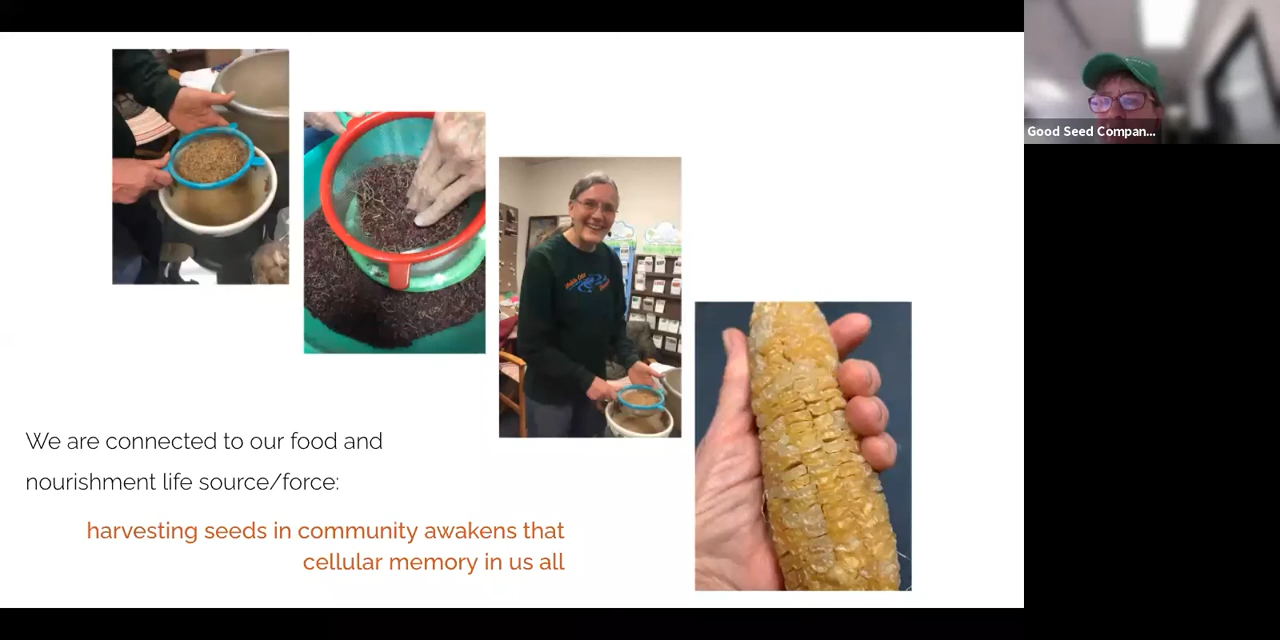 We are connected to our food and
nourishment life source/force:
harvesting seeds in community awakens that
cellular memory in us all
Good Seed Compan...